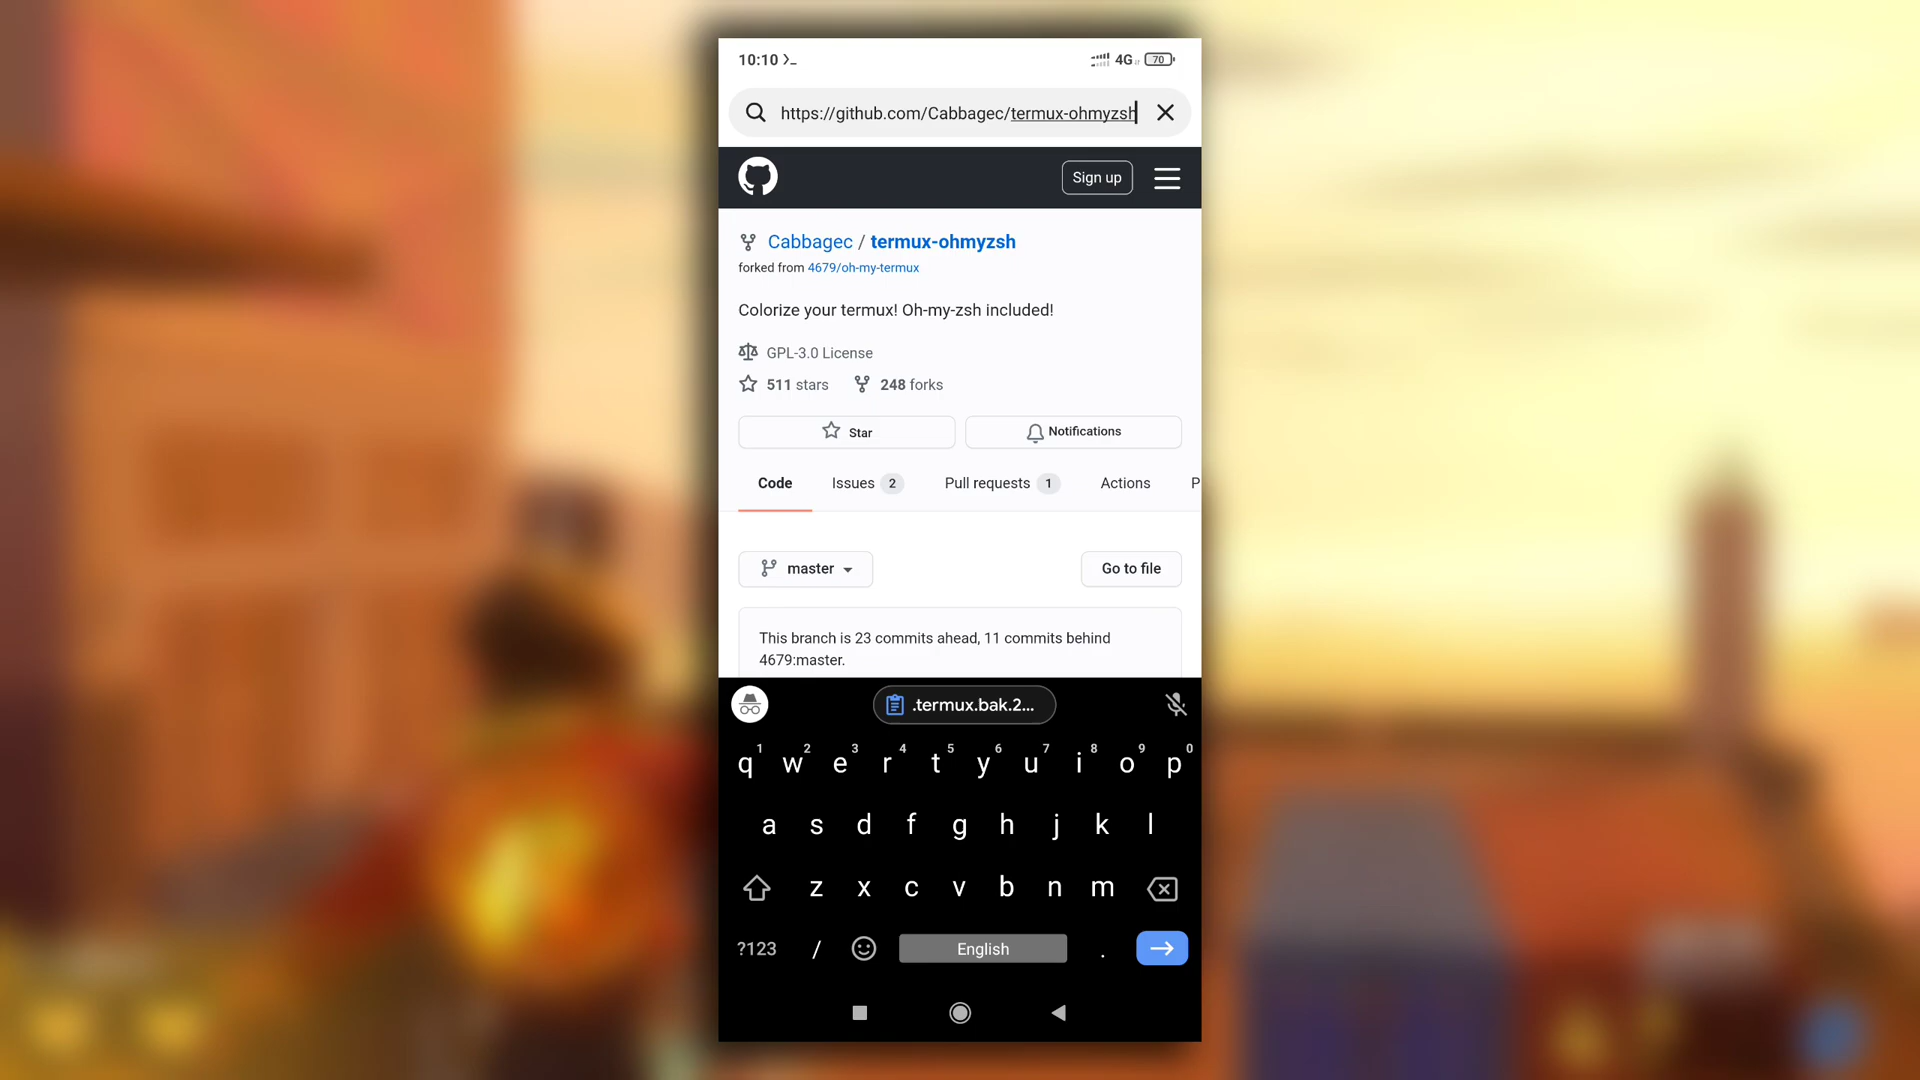 10:10 >_ 4G 70
https://github.com/Cabbagec/termux-ohmyzsh
Sign up
Cabbagec / termux-ohmyzsh
forked from 4679/oh-my-termux
Colorize your termux! Oh-my-zsh included!
GPL-3.0 License
511 stars 248 forks
Star Notifications
Code Issues 2 Pull requests 1 Actions P
master Go to file
This branch is 23 commits ahead, 11 commits behind
4679:master.
.termux.bak.2...
1 2 3 4 5 6 7 8 9 0
q w e r t y u i o p
a s d f g h j k l
z x c v b n m
?123 / English .